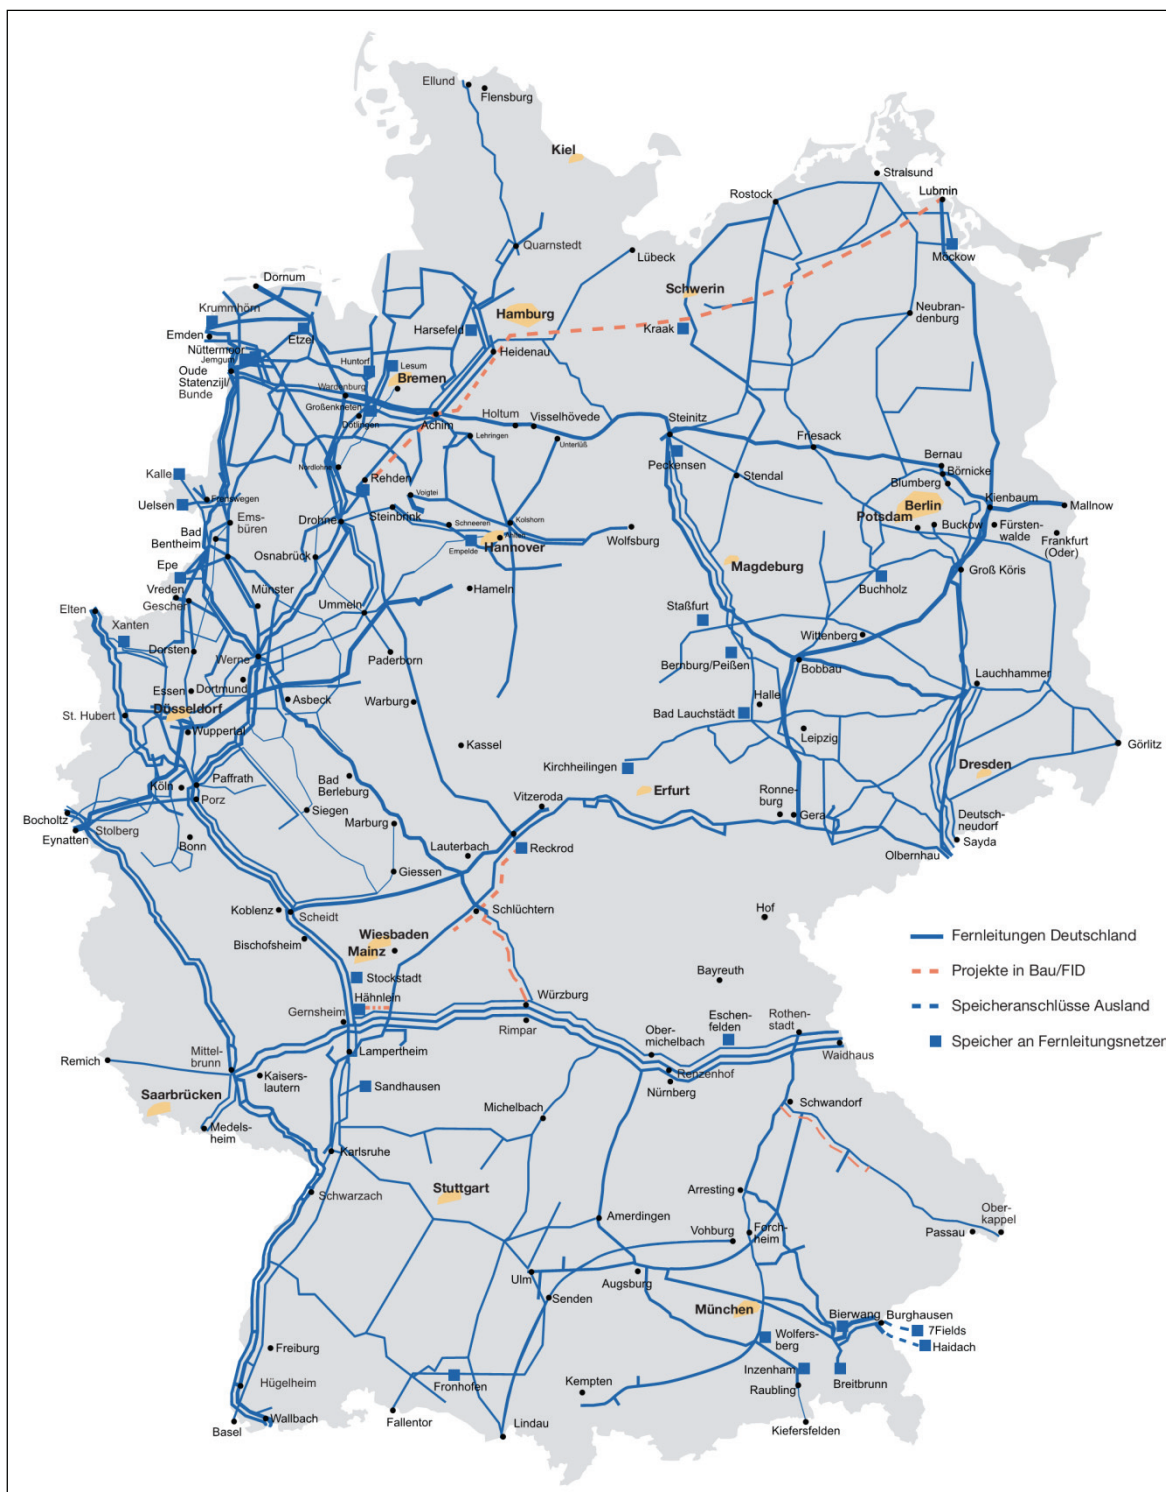 Ellund
Flensburg
Kiel
Stralsund
Rostock
Lubmin
Quarnstedt
Lübeck
Mockow
Dornum
Schwerin
Krummhörn
Hamburg
Neubran-
denburg
Emden
Etzel
Harsefeld
Kraak
Nüttermoor
Jemgum
Huntorf
Lesum
Heidenau
Oude
Statenzijl/
Bunde
Bremen
Wardenburg
Großenkneten
Dötlingen
Achim
Holtum
Visselhövede
Steinitz
Lehringen
Unterlüß
Friesack
Peckensen
Bernau
Börnicke
Blumberg
Kalle
Nordlohne
Rehden
Stendal
Frenswegen
Voigtei
Berlin
Kienbaum
Mallnow
Uelsen
Ems-
büren
Drohne
Steinbrink
Schneeren
Kolshorn
Wolfsburg
Potsdam
Buckow
Fürsten-
walde
Frankfurt
(Oder)
Bad
Bentheim
Osnabrück
Empelde
Hannover
Magdeburg
Groß Köris
Epe
Vreden
Gescher
Münster
Ummeln
Hameln
Buchholz
Elten
Xanten
Staßfurt
Dorsten
Werne
Paderborn
Wittenberg
Bernburg/Peißen
Bobbau
Essen
Dortmund
Lauchhammer
Asbeck
Warburg
Halle
St. Hubert
Dösseldorf
Bad Lauchstädt
Wuppertal
Leipzig
Kassel
Görlitz
Kirchheilingen
Dresden
Köln
Paffrath
Bad
Berleburg
Porz
Vitzeroda
Erfurt
Ronne-
burg
Gera
Siegen
Bocholtz
Stolberg
Marburg
Deutsch-
neudorf
Eynatten
Sayda
Bonn
Lauterbach
Reckrod
Olbernhau
Giessen
Koblenz
Scheidt
Schlüchtern
Hof
Bischofsheim
Wiesbaden
Mainz
Fernleitungen Deutschland
Stockstadt
Bayreuth
Projekte in Bau/FID
Hähnlein
Würzburg
Eschen-
felden
Rothen-
stadt
Speicheranschlüsse Ausland
Gernsheim
Rimpar
Ober-
michelbach
Waidhaus
Speicher an Fernleitungsnetzen
Remich
Mittel-
brunn
Lampertheim
Kaisers-
lautern
Renzenhof
Nürnberg
Sandhausen
Saarbrücken
Michelbach
Schwandorf
Medels-
heim
Karlsruhe
Stuttgart
Schwarzach
Arresting
Amerdingen
Vohburg
Forch-
heim
Ober-
kappel
Passau
Ulm
Augsburg
Senden
München
Bierwang
Burghausen
7Fields
Wolfers-
berg
Haidach
Freiburg
Inzenham
Breitbrunn
Hügelheim
Fronhofen
Kempten
Raubling
Basel
Wallbach
Fallentor
Lindau
Kiefersfelden